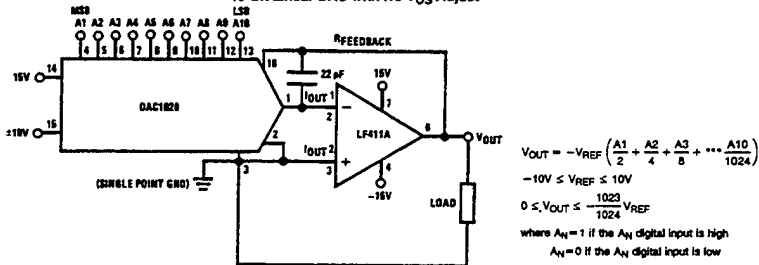 MSB LSB
A1 A2 A3 A4 A5 A6 A7 A8 A9 A10
4 5 6 7 8 9 10 11 12 13
15V 14
DAC1020
±10V 15
16
RFEEDBACK
22 pF
1 IOUT 1
2
15V
7
LF411A
6 VOUT
2
IOUT 2
3
4
-15V
3
(SINGLE POINT GND)
LOAD
VOUT = -VREF (A1/2 + A2/4 + A3/8 + ••• A10/1024)
-10V ≤ VREF ≤ 10V
0 ≤ VOUT ≤ -1023/1024 VREF
where AN=1 if the AN digital input is high
AN=0 if the AN digital input is low